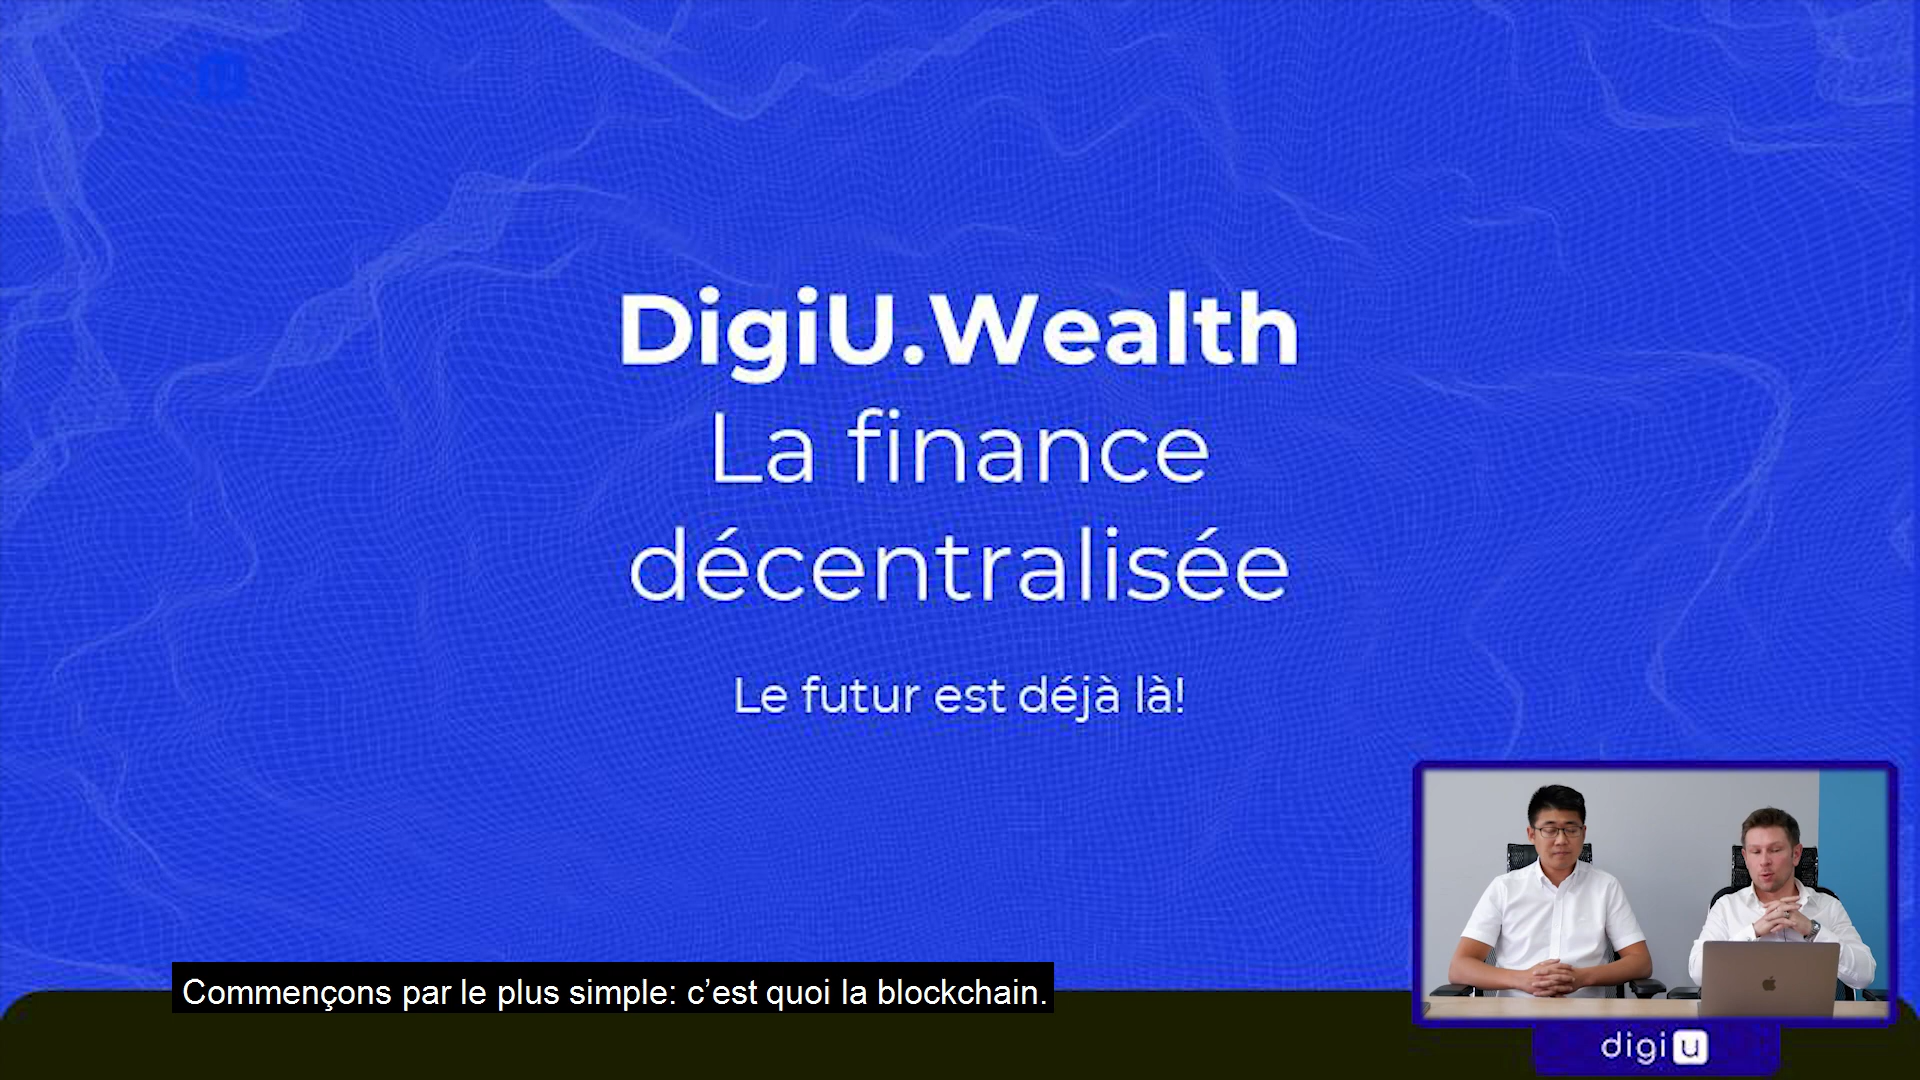 DigiU.Wealth
La finance
décentralisée
Le futur est déjà là!
Commençons par le plus simple: c’est quoi la blockchain.
digi u